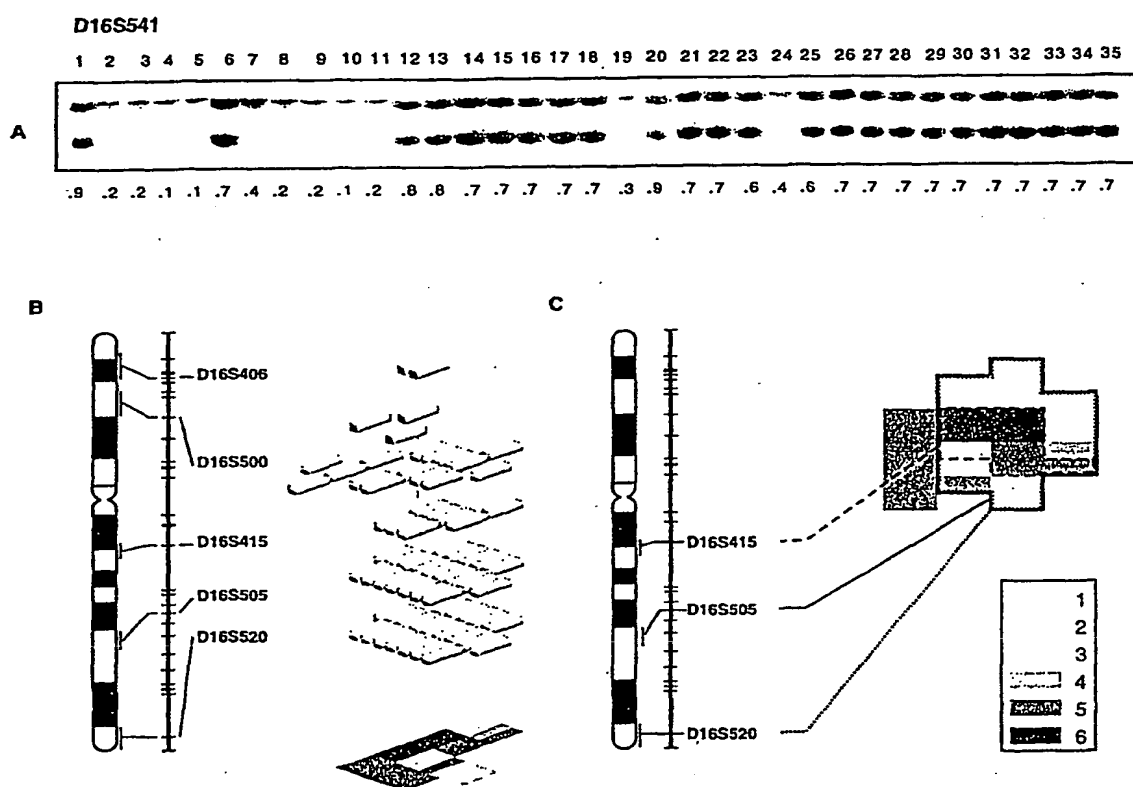 D16S541
1 2 3 4 5 6 7 8 9 10 11 12 13 14 15 16 17 18 19 20 21 22 23 24 25 26 27 28 29 30 31 32 33 34 35
A
.9 .2 .2 .1 .1 .7 .4 .2 .2 .1 .2 .8 .8 .7 .7 .7 .7 .7 .3 .9 .7 .7 .6 .4 .6 .7 .7 .7 .7 .7 .7 .7 .7 .7 .7
B
D16S406
D16S500
D16S415
D16S505
D16S520
C
D16S415
D16S505
D16S520
1
2
3
4
5
6